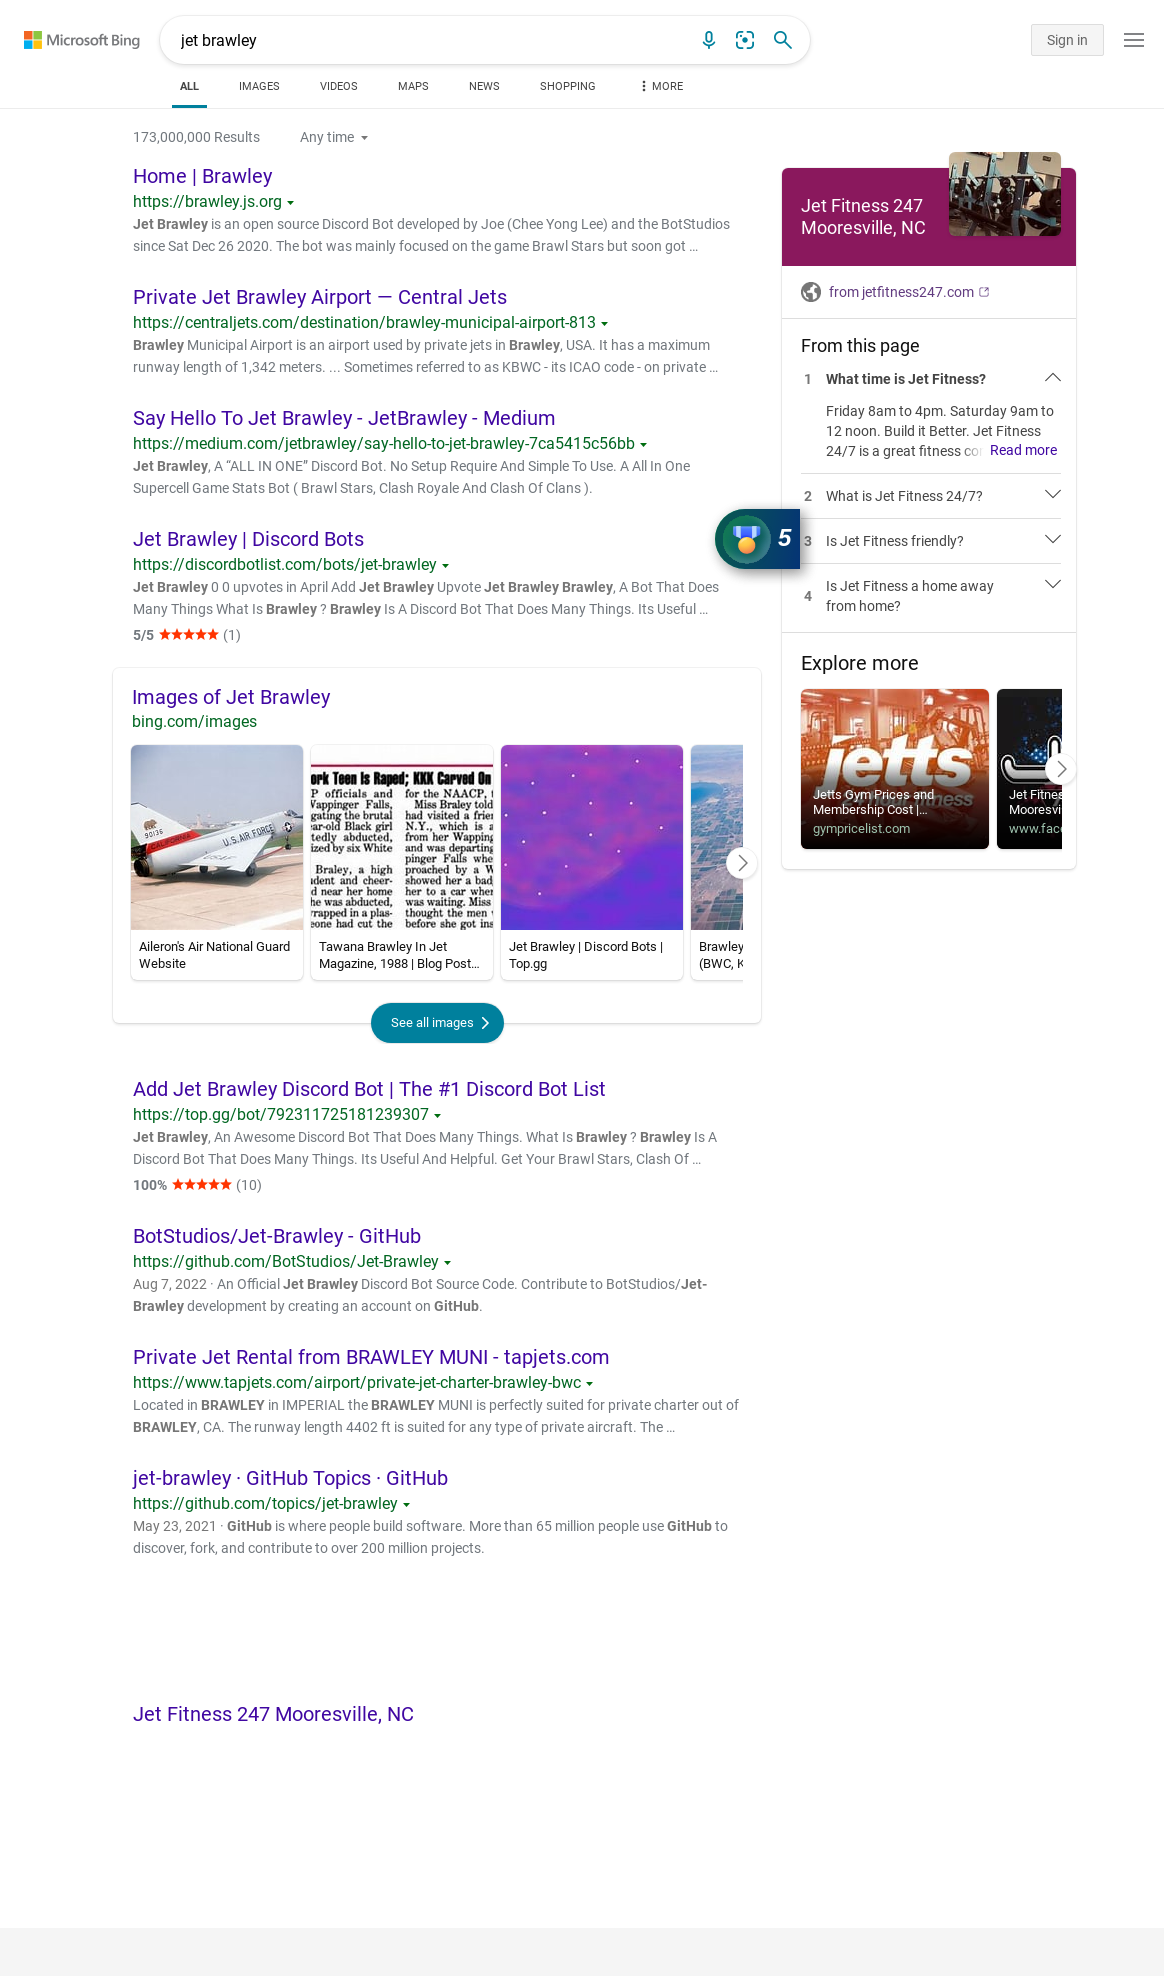 Microsoft Bing
jet brawley
Sign in
ALL
IMAGES
VIDEOS
MAPS
NEWS
SHOPPING
MORE
173,000,000 Results
Any time
Home | Brawley
https://brawley.js.org
Jet Brawley is an open source Discord Bot developed by Joe (Chee Yong Lee) and the BotStudios
since Sat Dec 26 2020. The bot was mainly focused on the game Brawl Stars but soon got …
Private Jet Brawley Airport — Central Jets
https://centraljets.com/destination/brawley-municipal-airport-813
Brawley Municipal Airport is an airport used by private jets in Brawley, USA. It has a maximum
runway length of 1,342 meters. ... Sometimes referred to as KBWC - its ICAO code - on private …
Say Hello To Jet Brawley - JetBrawley - Medium
https://medium.com/jetbrawley/say-hello-to-jet-brawley-7ca5415c56bb
Jet Brawley, A “ALL IN ONE” Discord Bot. No Setup Require And Simple To Use. A All In One
Supercell Game Stats Bot ( Brawl Stars, Clash Royale And Clash Of Clans ).
Jet Brawley | Discord Bots
https://discordbotlist.com/bots/jet-brawley
Jet Brawley 0 0 upvotes in April Add Jet Brawley Upvote Jet Brawley Brawley, A Bot That Does
Many Things What Is Brawley ? Brawley Is A Discord Bot That Does Many Things. Its Useful …
5/5 (1)
Images of Jet Brawley
bing.com/images
90136
CALIFORNIA
U.S. AIR FORCE
ork Teen is Raped; KKK Carved On
P officials and
Wappinger Falls,
gating the brutal
ear-old Black girl
tedly abducted,
ized by six White
Braley, a high
dent and cheer-
d near her home
he was abducted,
wrapped in a plas-
eone had cut the
for the NAACP, t
Miss Brawley told
had visited a frien
N.Y., which is a
from her Wapping
and was departing
pinger Falls whe
proached by a W
showed her a bad
her to a car wher
was waiting. Miss
thought the men w
before she got ins
Aileron's Air National Guard
Website
Tawana Brawley In Jet
Magazine, 1988 | Blog Post…
Jet Brawley | Discord Bots |
Top.gg
Brawley
(BWC, K
See all images
Add Jet Brawley Discord Bot | The #1 Discord Bot List
https://top.gg/bot/792311725181239307
Jet Brawley, An Awesome Discord Bot That Does Many Things. What Is Brawley ? Brawley Is A
Discord Bot That Does Many Things. Its Useful And Helpful. Get Your Brawl Stars, Clash Of …
100% (10)
BotStudios/Jet-Brawley - GitHub
https://github.com/BotStudios/Jet-Brawley
Aug 7, 2022 · An Official Jet Brawley Discord Bot Source Code. Contribute to BotStudios/Jet-
Brawley development by creating an account on GitHub.
Private Jet Rental from BRAWLEY MUNI - tapjets.com
https://www.tapjets.com/airport/private-jet-charter-brawley-bwc
Located in BRAWLEY in IMPERIAL the BRAWLEY MUNI is perfectly suited for private charter out of
BRAWLEY, CA. The runway length 4402 ft is suited for any type of private aircraft. The …
jet-brawley · GitHub Topics · GitHub
https://github.com/topics/jet-brawley
May 23, 2021 · GitHub is where people build software. More than 65 million people use GitHub to
discover, fork, and contribute to over 200 million projects.
Jet Fitness 247 Mooresville, NC
Jet Fitness 247
Mooresville, NC
from jetfitness247.com
From this page
1 What time is Jet Fitness?
Friday 8am to 4pm. Saturday 9am to
12 noon. Build it Better. Jet Fitness
24/7 is a great fitness co Read more
2 What is Jet Fitness 24/7?
5
3 Is Jet Fitness friendly?
4 Is Jet Fitness a home away
from home?
Explore more
jetts
24 hour fitness
Jetts Gym Prices and
Membership Cost |…
gympricelist.com
Jet Fitnes
Mooresvi
www.face